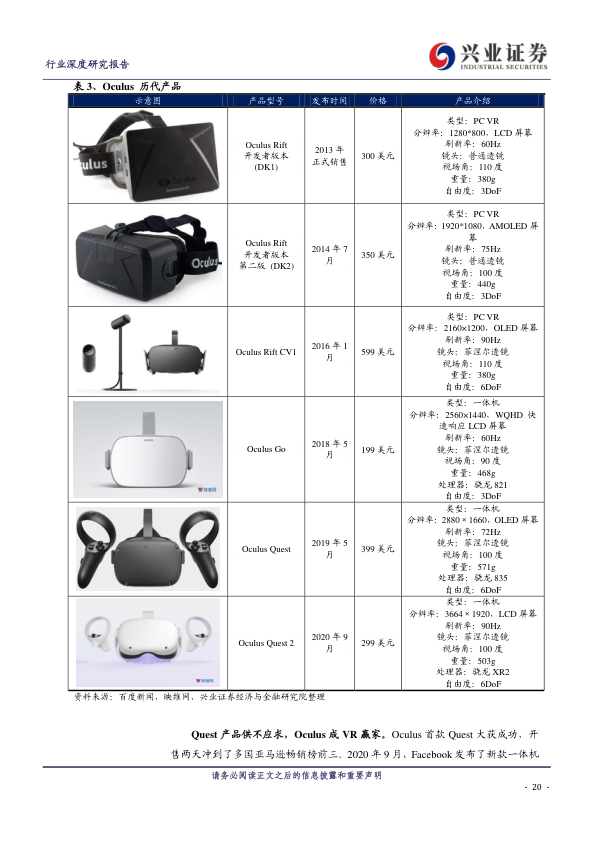 行业深度研究报告
兴业证券
INDUSTRIAL SECURITIES
表 3、Oculus 历代产品
示意图 产品型号 发布时间 价格 产品介绍
Oculus Rift
开发者版本
(DK1)
2013 年
正式销售
300 美元
类型：PC VR
分辨率：1280*800，LCD 屏幕
刷新率：60Hz
镜头：普通透镜
视场角：110 度
重量：380g
自由度：3DoF
Oculus Rift
开发者版本
第二版 (DK2)
2014 年 7
月
350 美元
类型：PC VR
分辨率：1920*1080，AMOLED 屏
幕
刷新率：75Hz
镜头：普通透镜
视场角：100 度
重量：440g
自由度：3DoF
Oculus Rift CV1
2016 年 1
月
599 美元
类型：PC VR
分辨率：2160×1200，OLED 屏幕
刷新率：90Hz
镜头：菲涅尔透镜
视场角：110 度
重量：380g
自由度：6DoF
Oculus Go
2018 年 5
月
199 美元
类型：一体机
分辨率：2560×1440，WQHD 快
速响应 LCD 屏幕
刷新率：60Hz
镜头：菲涅尔透镜
视场角：90 度
重量：468g
处理器：骁龙 821
自由度：3DoF
Oculus Quest
2019 年 5
月
399 美元
类型：一体机
分辨率：2880 × 1660，OLED 屏幕
刷新率：72Hz
镜头：菲涅尔透镜
视场角：100 度
重量：571g
处理器：骁龙 835
自由度：6DoF
Oculus Quest 2
2020 年 9
月
299 美元
类型：一体机
分辨率：3664 × 1920，LCD 屏幕
刷新率：90Hz
镜头：菲涅尔透镜
视场角：100 度
重量：503g
处理器：骁龙 XR2
自由度：6DoF
资料来源：百度新闻，映维网，兴业证券经济与金融研究院整理
Quest 产品供不应求，Oculus 成 VR 赢家。Oculus 首款 Quest 大获成功，开
售两天冲到了多国亚马逊畅销榜前三。2020 年 9 月，Facebook 发布了新款一体机
请务必阅读正文之后的信息披露和重要声明
- 20 -